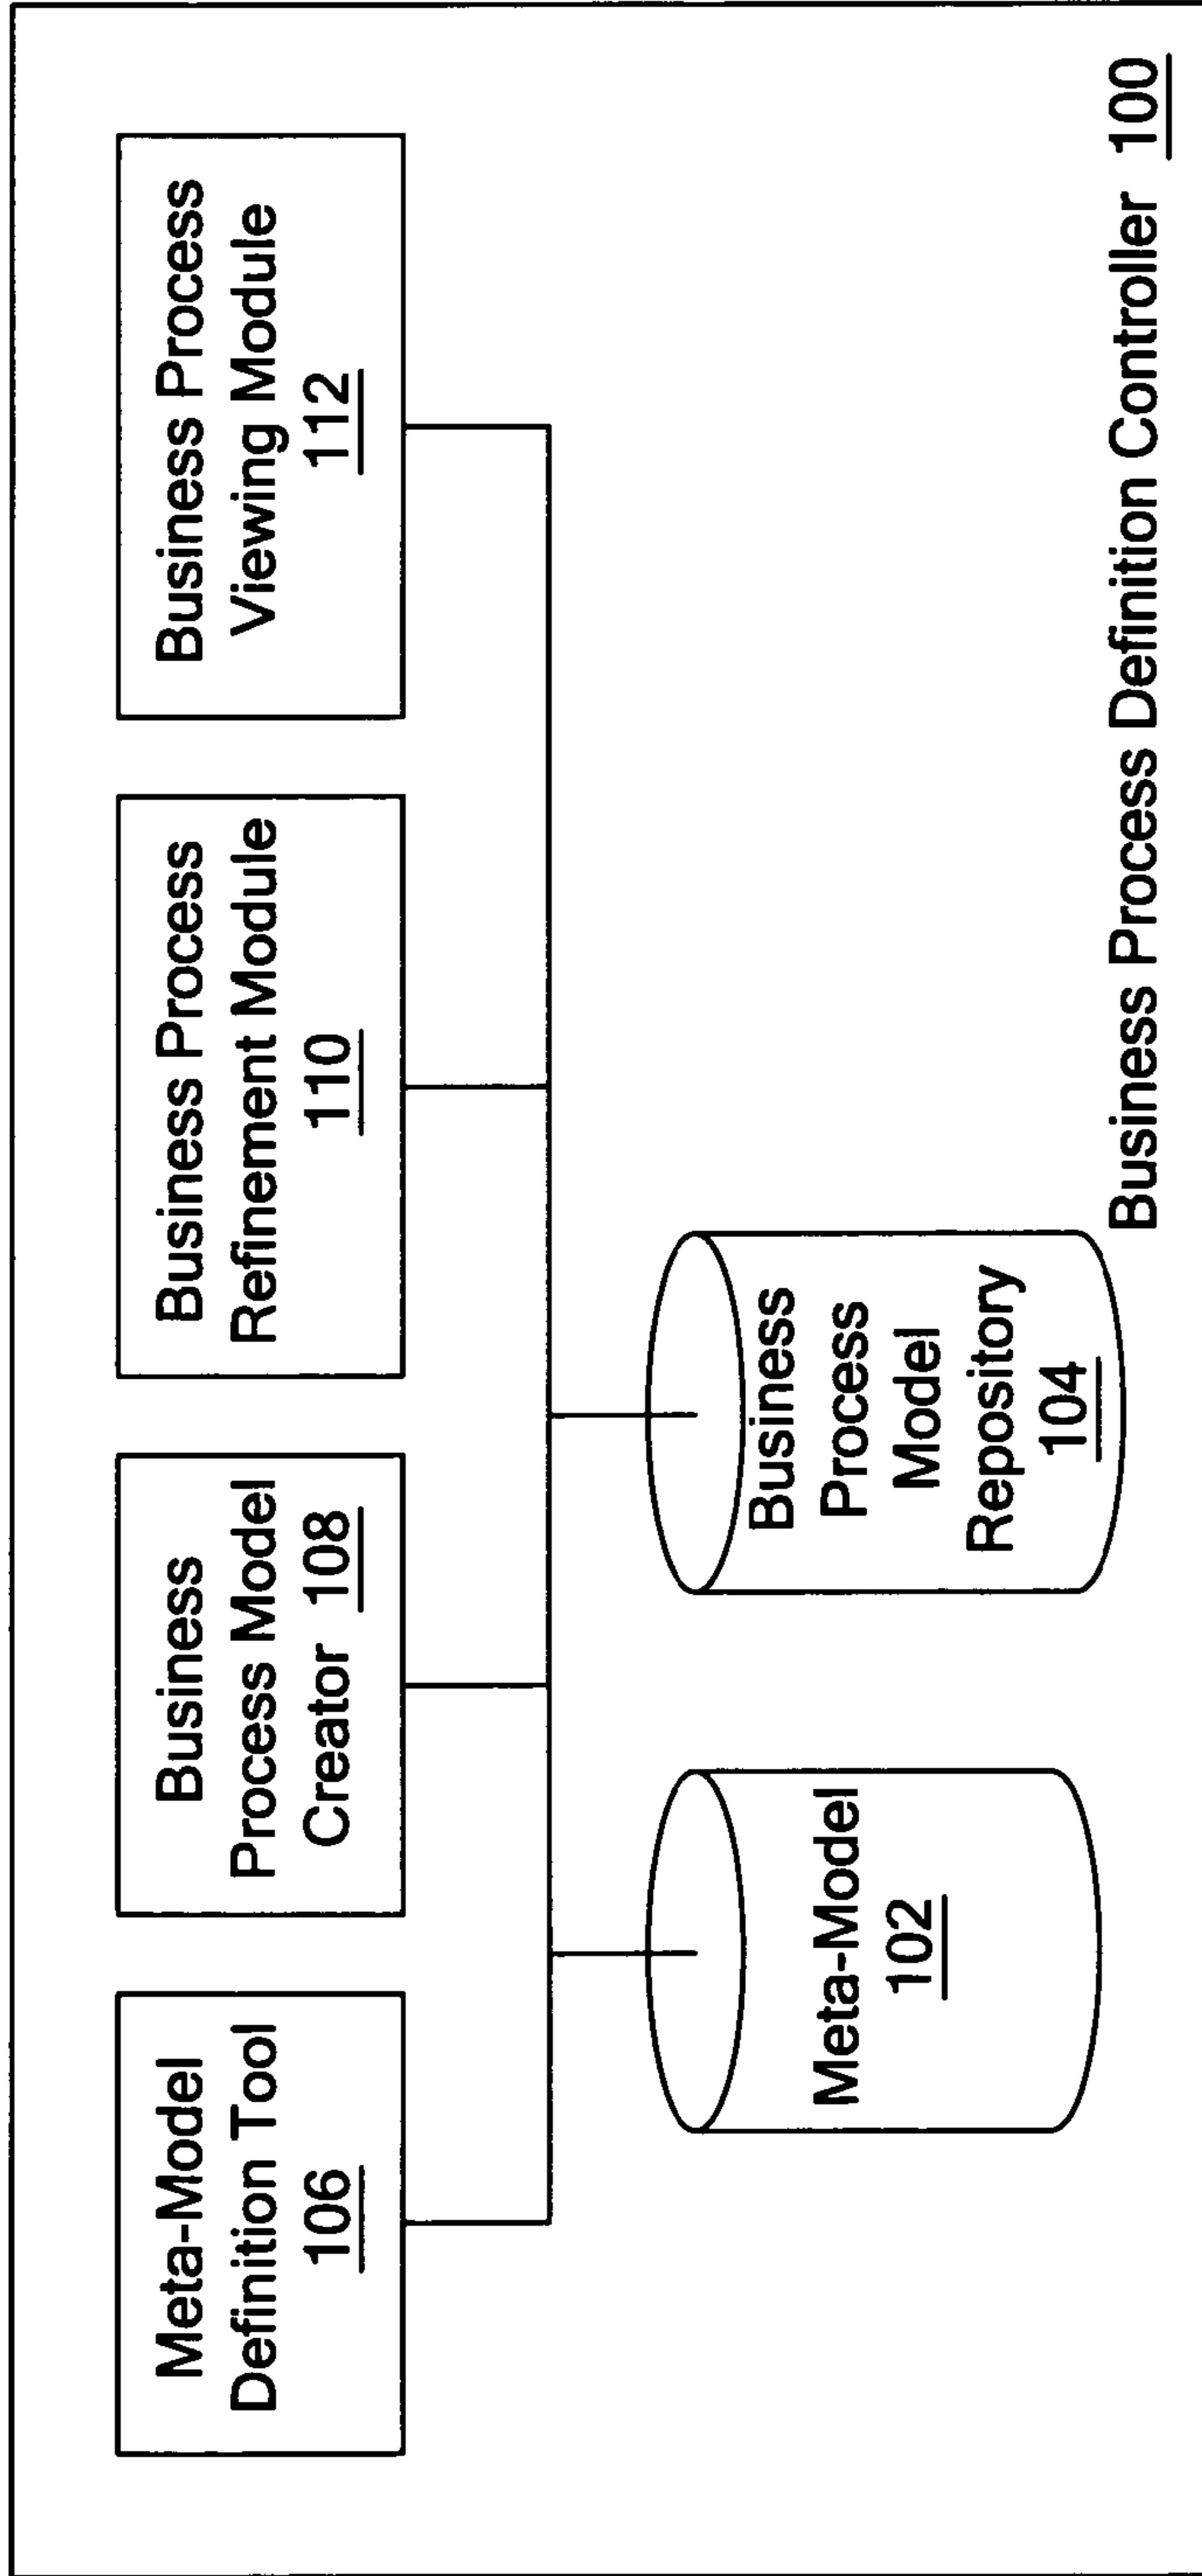 Meta-Model
Definition Tool
106
Business
Process Model
Creator 108
Business Process
Refinement Module
110
Business Process
Viewing Module
112
Meta-Model
102
Business
Process
Model
Repository
104
Business Process Definition Controller 100